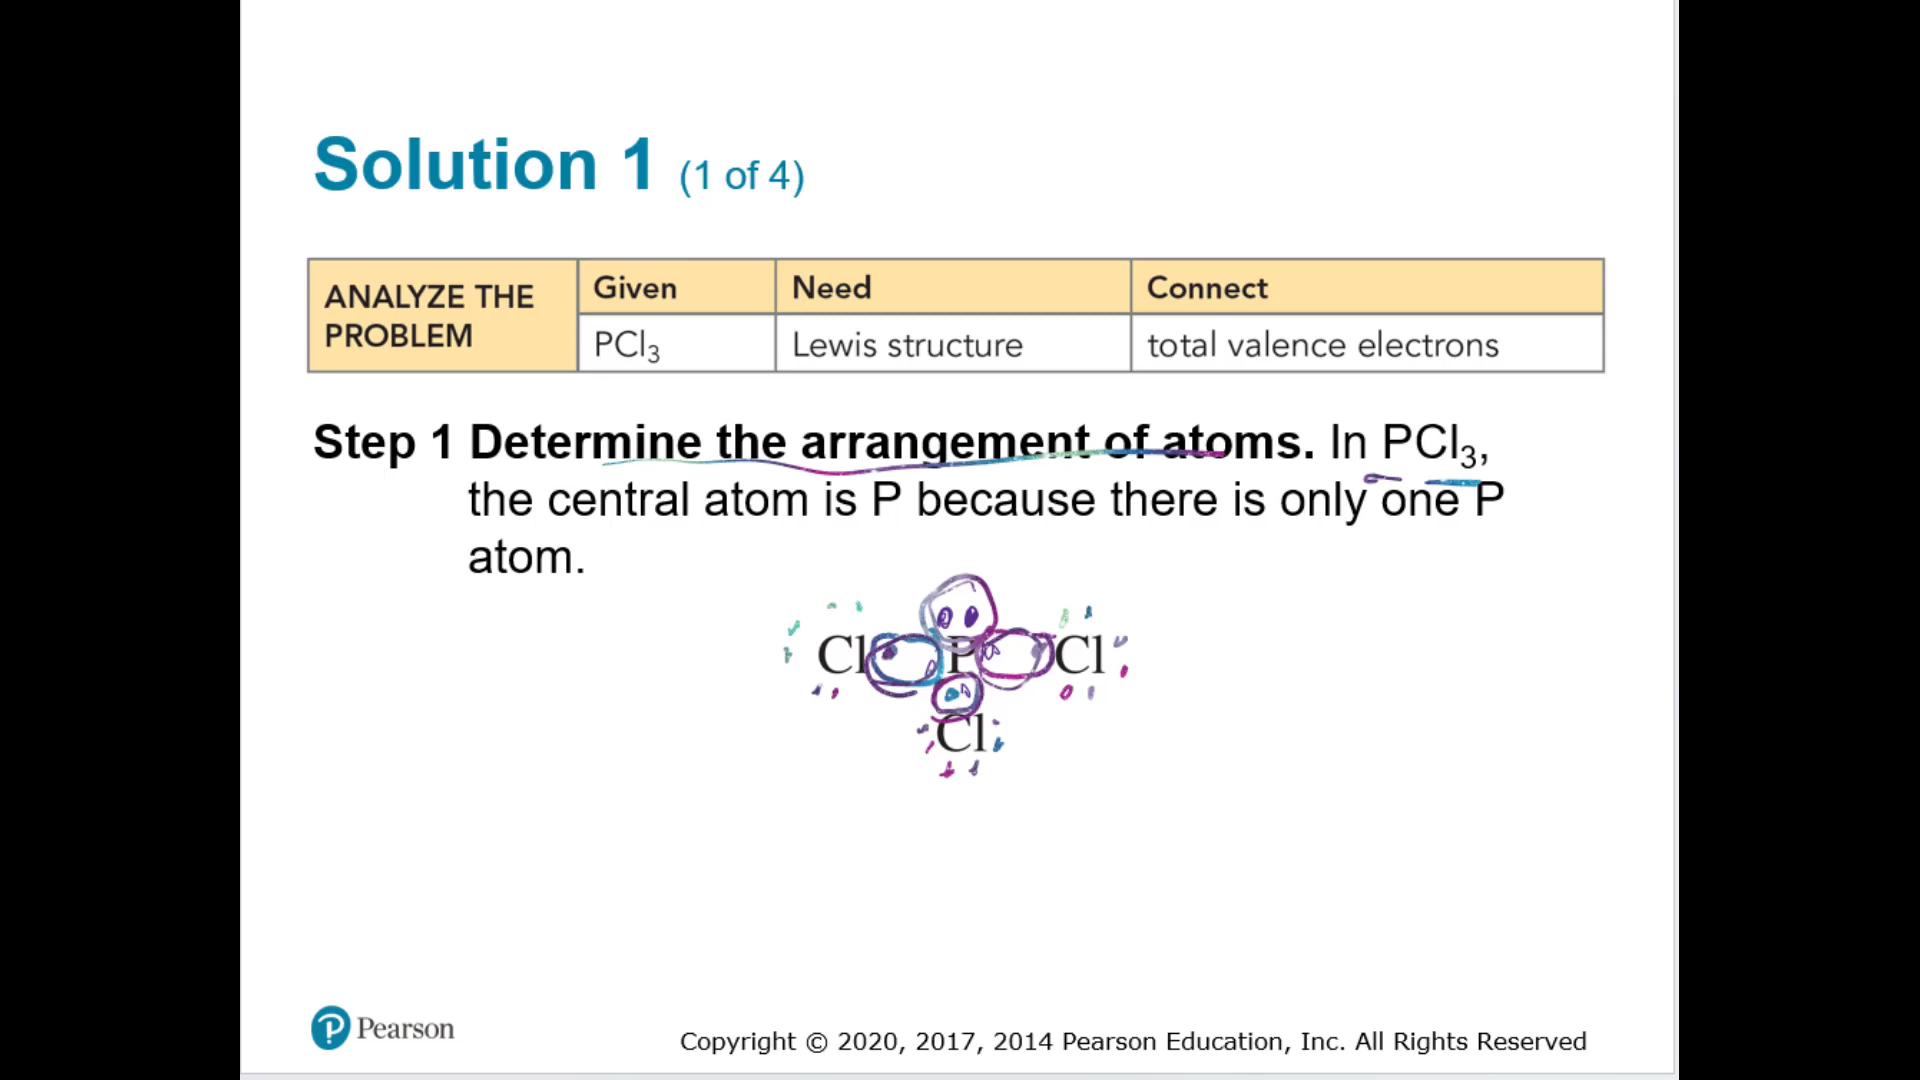 Solution 1 (1 of 4)
ANALYZE THE PROBLEM
Given
Need
Connect
PCl₃
Lewis structure
total valence electrons
Step 1 Determine the arrangement of atoms. In PCl₃,
the central atom is P because there is only one P
atom.
Cl P Cl
Cl
Pearson
Copyright © 2020, 2017, 2014 Pearson Education, Inc. All Rights Reserved